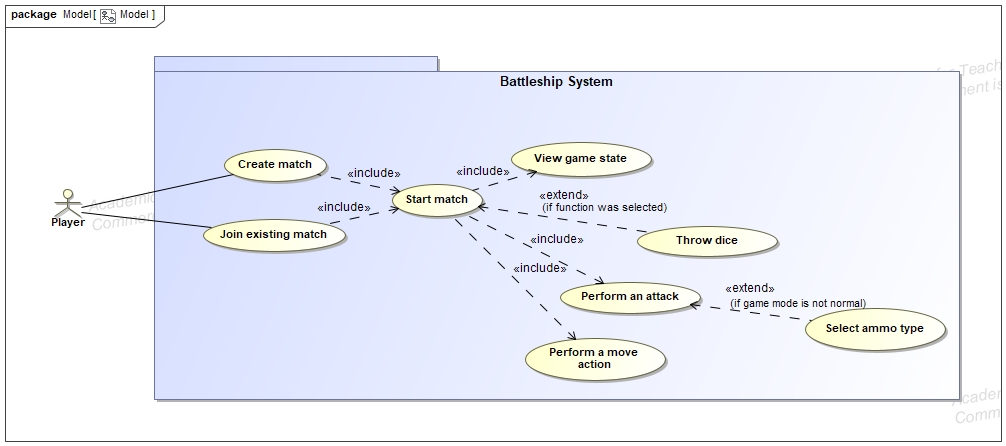 package Model[ Model ]
Battleship System
Create match
«include»
View game state
«include»
Start match
«extend»
(if function was selected)
«include»
Player
Join existing match
Throw dice
«include»
«include»
Perform an attack
«extend»
(if game mode is not normal)
Select ammo type
Perform a move
action
Academic
Comme
for Teach
ment is
Academ
Comm